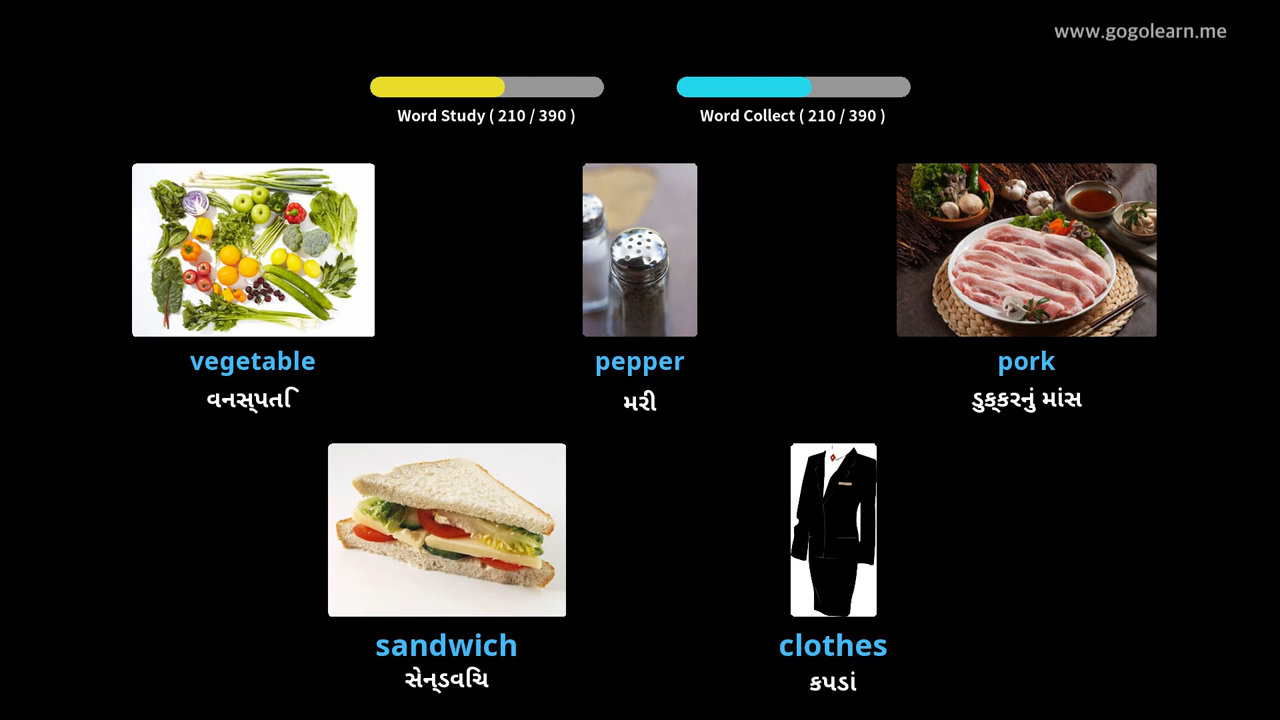 www.gogolearn.me
Word Study ( 210 / 390 )
Word Collect ( 210 / 390 )
vegetable
pepper
pork
વનસ્પતિ
મરી
ડુક્કરનું માંસ
sandwich
clothes
સેન્ડવિચ
કપડાં